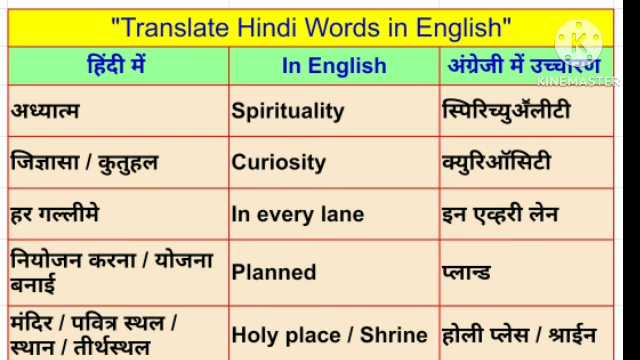 "Translate Hindi Words in English"
हिंदी में In English अंग्रेजी में उच्चारण
K
KINEMASTER
अध्यात्म Spirituality स्पिरिच्युॲलीटी
जिज्ञासा / कुतुहल Curiosity क्युरिऑसिटी
हर गल्लीमे In every lane इन एव्हरी लेन
नियोजन करना / योजना
बनाई Planned प्लान्ड
मंदिर / पवित्र स्थल /
स्थान / तीर्थस्थल Holy place / Shrine होली प्लेस / श्राईन